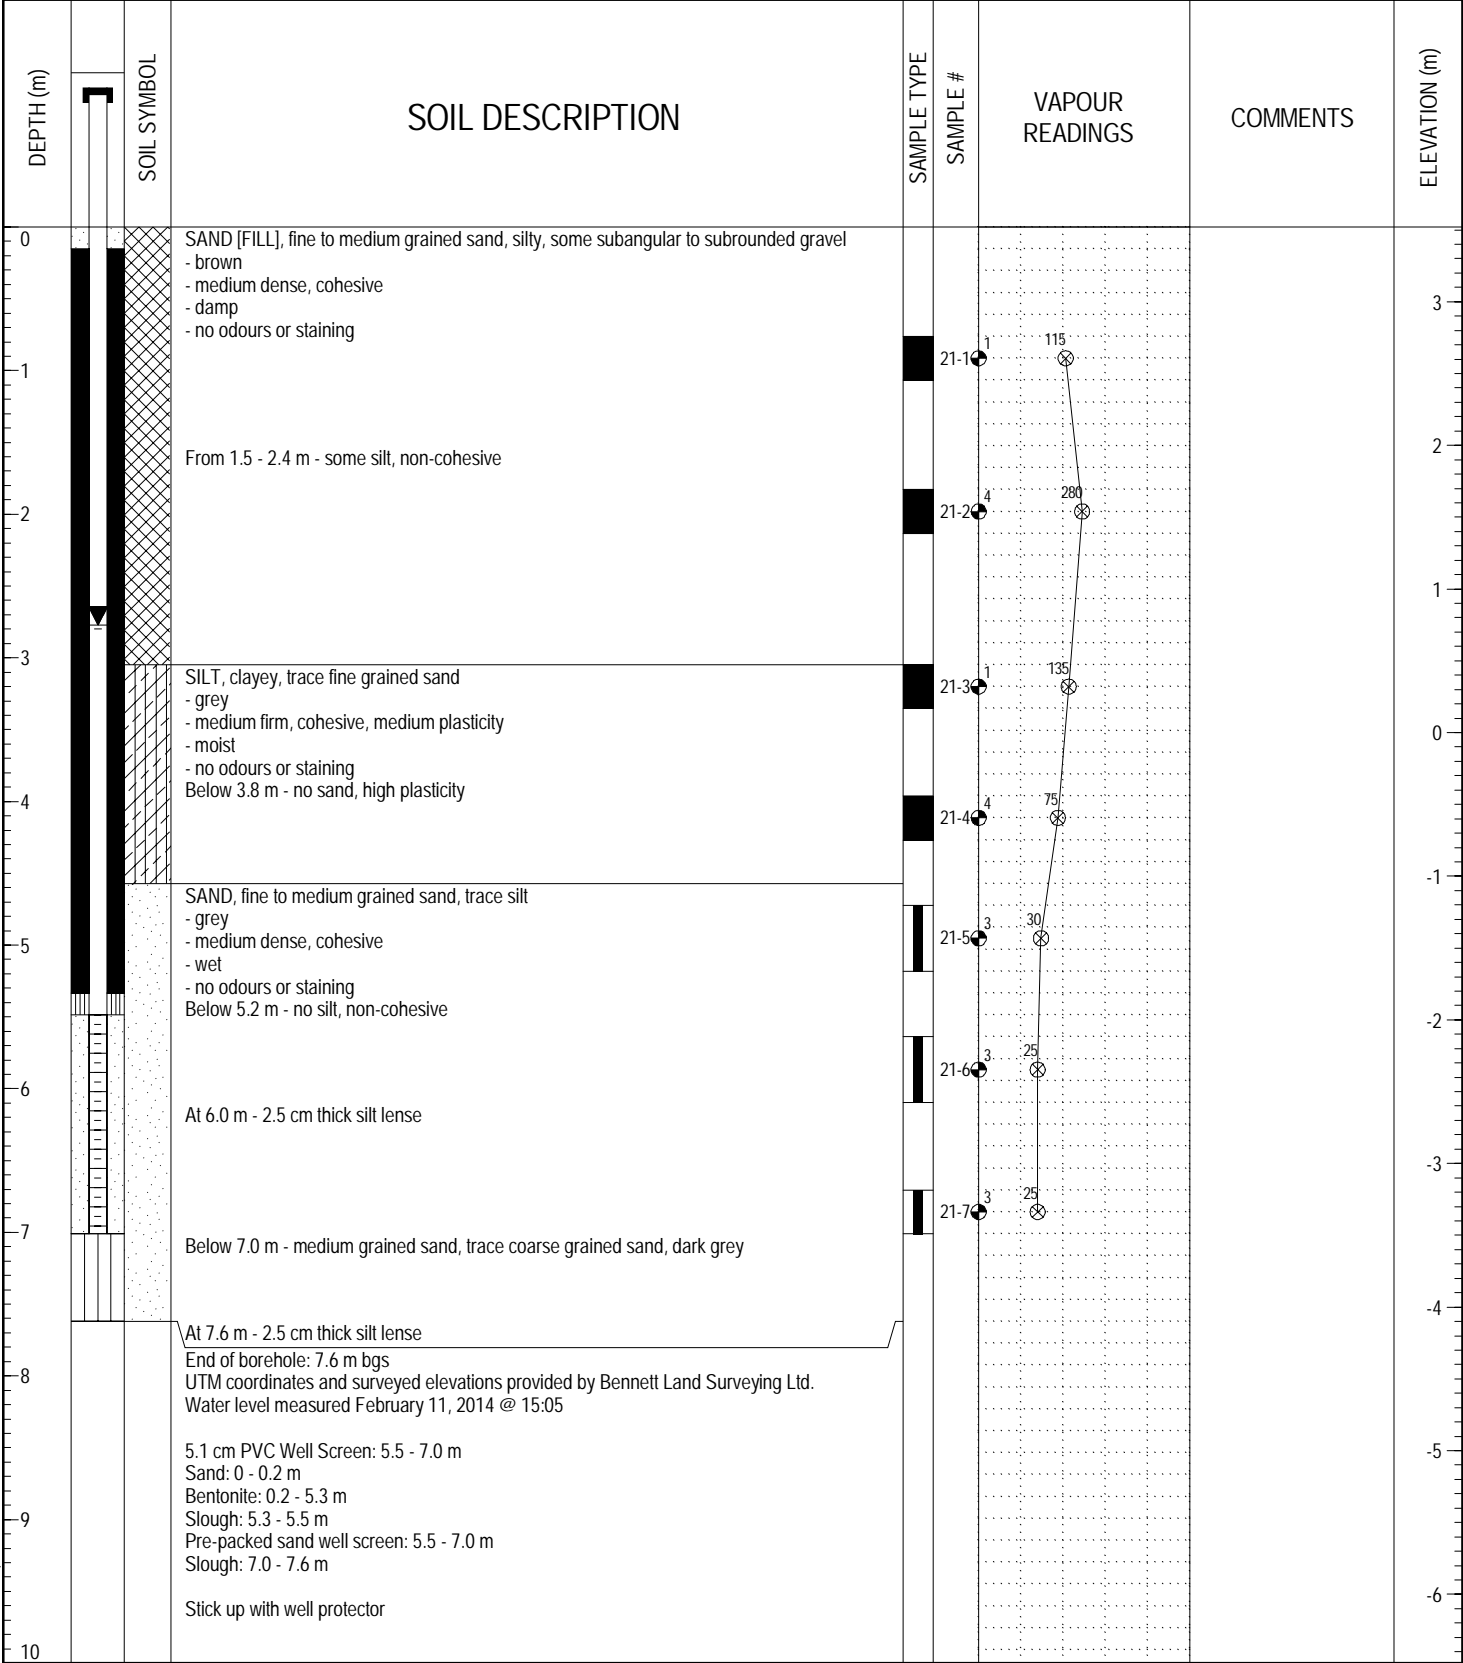 DEPTH (m)
SOIL SYMBOL
SOIL DESCRIPTION
SAMPLE TYPE
SAMPLE #
VAPOUR
READINGS
COMMENTS
ELEVATION (m)
0
SAND [FILL], fine to medium grained sand, silty, some subangular to subrounded gravel
- brown
- medium dense, cohesive
- damp
- no odours or staining
3
21-1
1
115
1
From 1.5 - 2.4 m - some silt, non-cohesive
2
21-2
4
280
2
1
3
SILT, clayey, trace fine grained sand
- grey
- medium firm, cohesive, medium plasticity
- moist
- no odours or staining
Below 3.8 m - no sand, high plasticity
21-3
1
135
0
4
21-4
4
75
-1
SAND, fine to medium grained sand, trace silt
- grey
- medium dense, cohesive
- wet
- no odours or staining
Below 5.2 m - no silt, non-cohesive
21-5
3
30
5
-2
21-6
3
25
6
At 6.0 m - 2.5 cm thick silt lense
-3
21-7
3
25
7
Below 7.0 m - medium grained sand, trace coarse grained sand, dark grey
-4
At 7.6 m - 2.5 cm thick silt lense
End of borehole: 7.6 m bgs
8
UTM coordinates and surveyed elevations provided by Bennett Land Surveying Ltd.
Water level measured February 11, 2014 @ 15:05
5.1 cm PVC Well Screen: 5.5 - 7.0 m
-5
Sand: 0 - 0.2 m
Bentonite: 0.2 - 5.3 m
9
Slough: 5.3 - 5.5 m
Pre-packed sand well screen: 5.5 - 7.0 m
Slough: 7.0 - 7.6 m
-6
Stick up with well protector
10